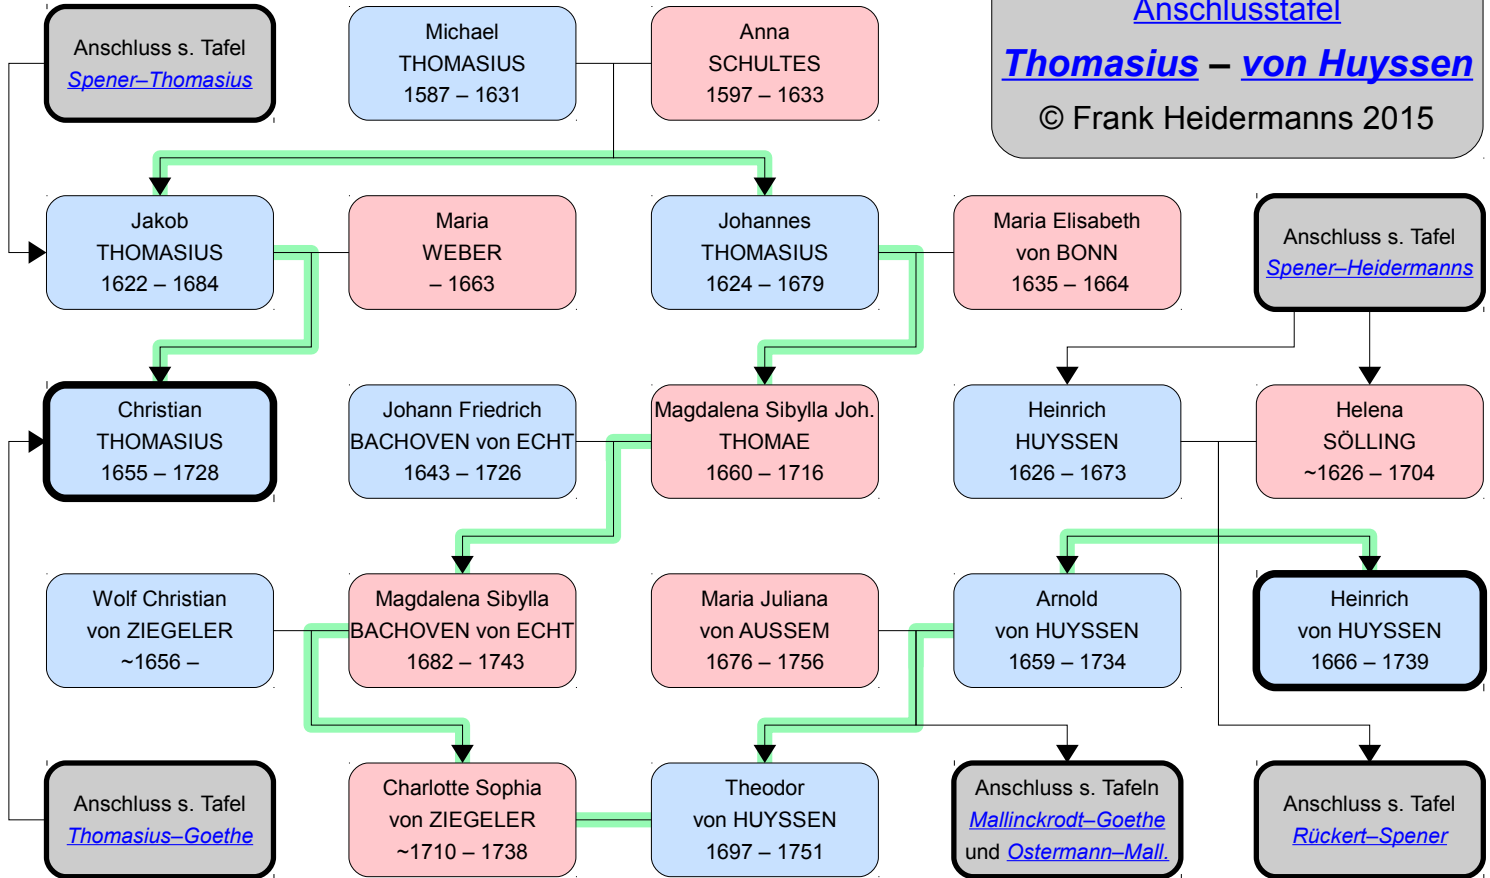 Anschlusstafel
Thomasius – von Huyssen
© Frank Heidermanns 2015
Anschluss s. Tafel
Spener–Thomasius
Michael
THOMASIUS
1587 – 1631
Anna
SCHULTES
1597 – 1633
Jakob
THOMASIUS
1622 – 1684
Maria
WEBER
– 1663
Johannes
THOMASIUS
1624 – 1679
Maria Elisabeth
von BONN
1635 – 1664
Anschluss s. Tafel
Spener–Heidermanns
Christian
THOMASIUS
1655 – 1728
Johann Friedrich
BACHOVEN von ECHT
1643 – 1726
Magdalena Sibylla Joh.
THOMAE
1660 – 1716
Heinrich
HUYSSEN
1626 – 1673
Helena
SÖLLING
~1626 – 1704
Wolf Christian
von ZIEGELER
~1656 –
Magdalena Sibylla
BACHOVEN von ECHT
1682 – 1743
Maria Juliana
von AUSSEM
1676 – 1756
Arnold
von HUYSSEN
1659 – 1734
Heinrich
von HUYSSEN
1666 – 1739
Anschluss s. Tafel
Thomasius–Goethe
Charlotte Sophia
von ZIEGELER
~1710 – 1738
Theodor
von HUYSSEN
1697 – 1751
Anschluss s. Tafeln
Mallinckrodt–Goethe
und Ostermann–Mall.
Anschluss s. Tafel
Rückert–Spener